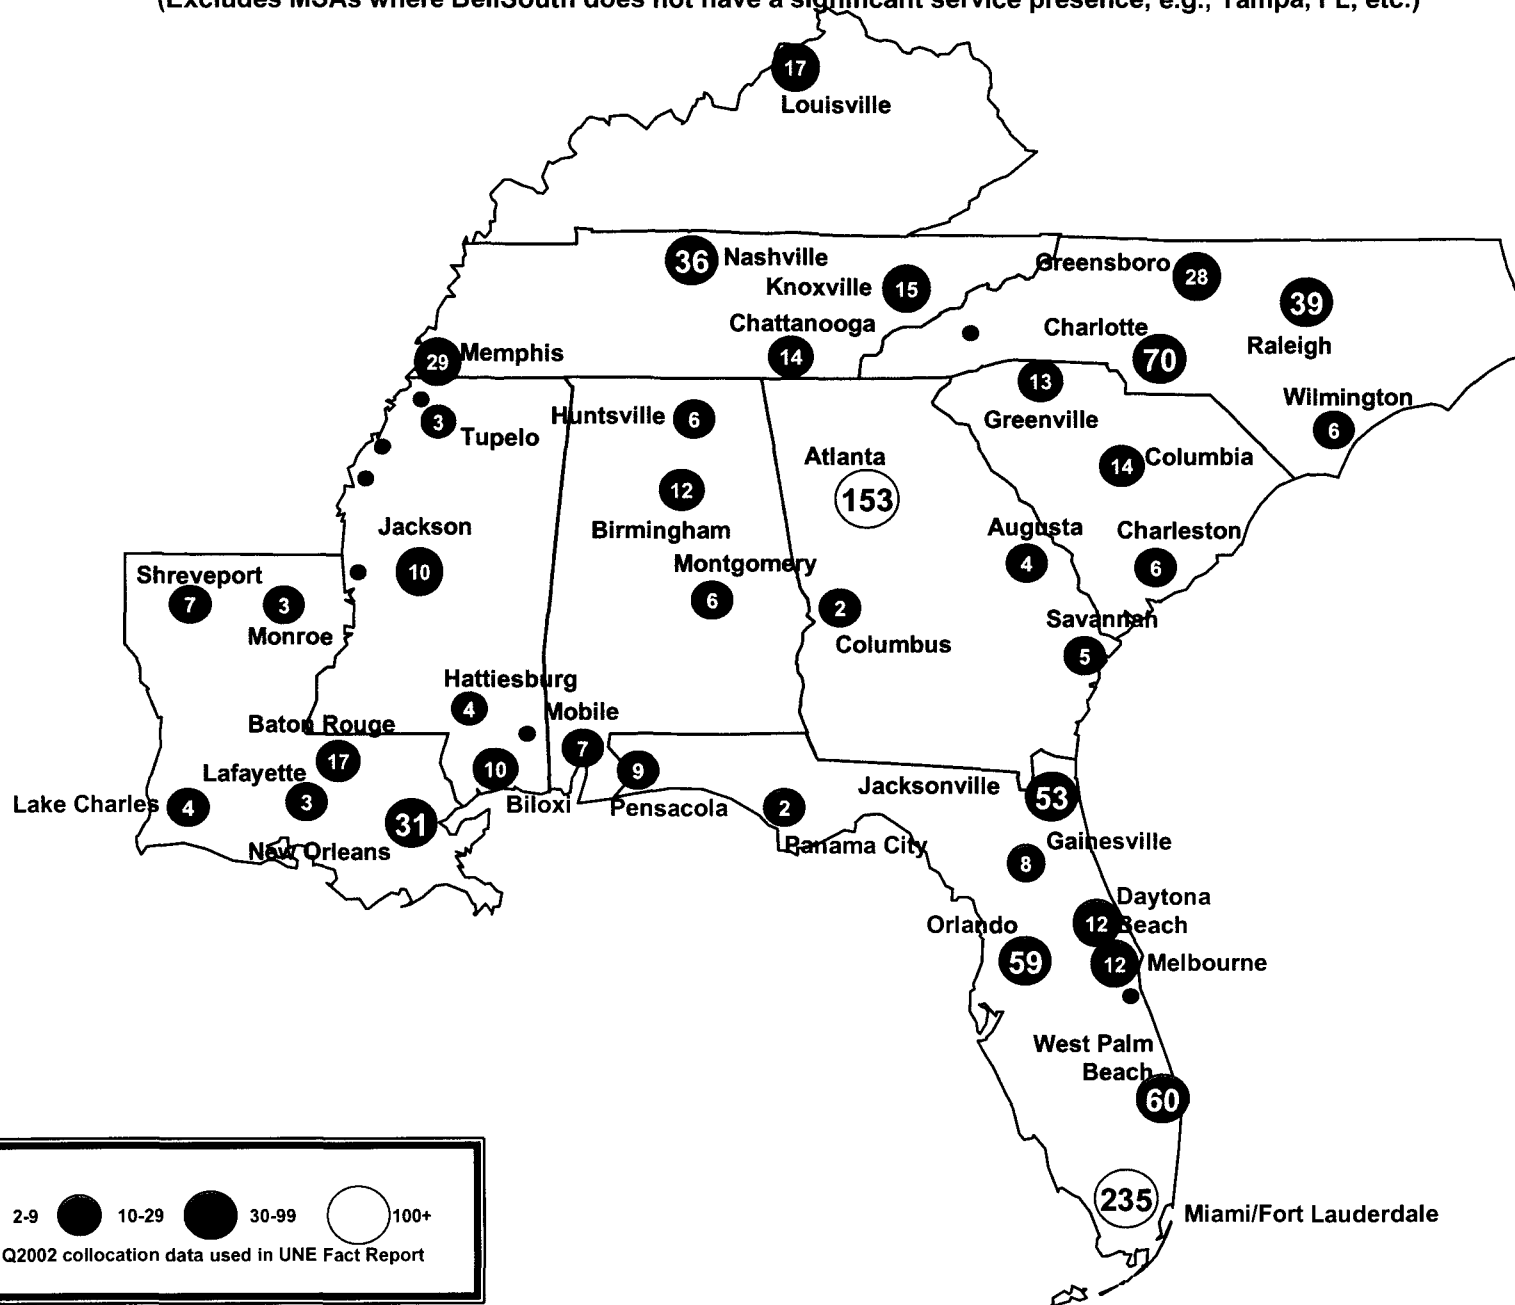 (Excludes MSAs where BellSouth does not have a significant service presence, e.g., Tampa, FL, etc.)
17
Louisville
36 Nashville
Knoxville 15
Greensboro 28
39
Raleigh
Chattanooga
14
Charlotte
70
29 Memphis
13
Greenville
Wilmington
6
3
Tupelo
Huntsville 6
Atlanta
153
14 Columbia
12
Birmingham
Jackson
10
Augusta
4
Charleston
6
Montgomery
6
Shreveport
7
3
Monroe
2
Columbus
Savannah
5
Hattiesburg
4
Mobile
7
Baton Rouge
17
10
Biloxi
9
Pensacola
Lafayette
3
Lake Charles 4
31
New Orleans
2
Panama City
Jacksonville
53
Gainesville
8
Daytona
Beach
12
Orlando
59
12 Melbourne
West Palm
Beach
60
235
Miami/Fort Lauderdale
2-9 10-29 30-99 100+
Q2002 collocation data used in UNE Fact Report